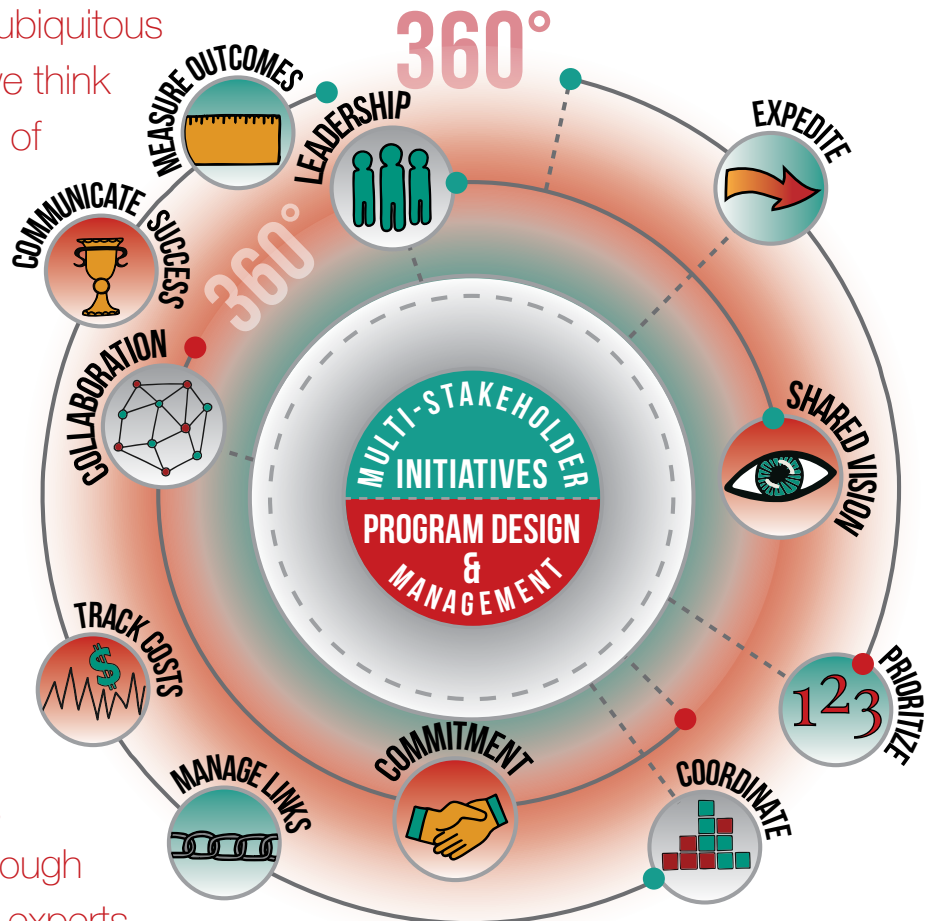 ubiquitous
we think
of
360°
MEASURE OUTCOMES
LEADERSHIP
EXPEDITE
COMMUNICATE SUCCESS
360°
COLLABORATION
SHARED VISION
MULTI-STAKEHOLDER
INITIATIVES
PROGRAM DESIGN
&
MANAGEMENT
TRACK COSTS
$
PRIORITIZE
123
COMMITMENT
MANAGE LINKS
COORDINATE
experts